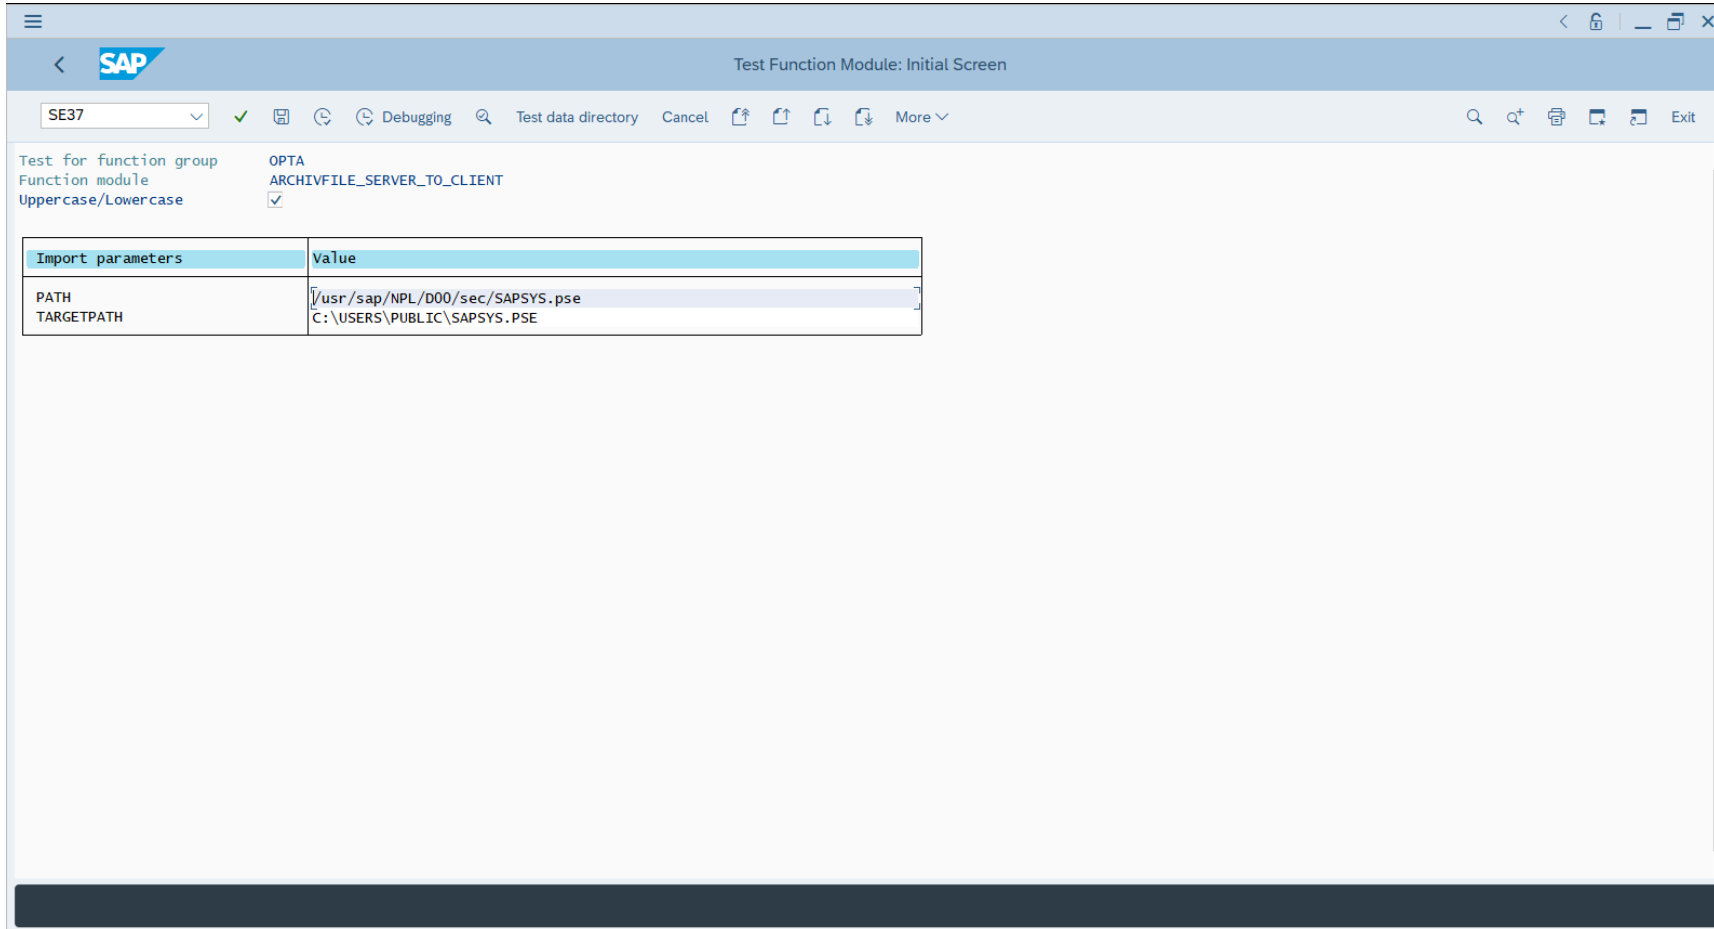 SAP
Test Function Module: Initial Screen
SE37 Debugging Test data directory Cancel More Exit
Test for function group OPTA
Function module ARCHIVFILE_SERVER_TO_CLIENT
Uppercase/Lowercase
Import parameters Value
PATH /usr/sap/NPL/D00/sec/SAPSYS.pse
TARGETPATH C:\USERS\PUBLIC\SAPSYS.PSE